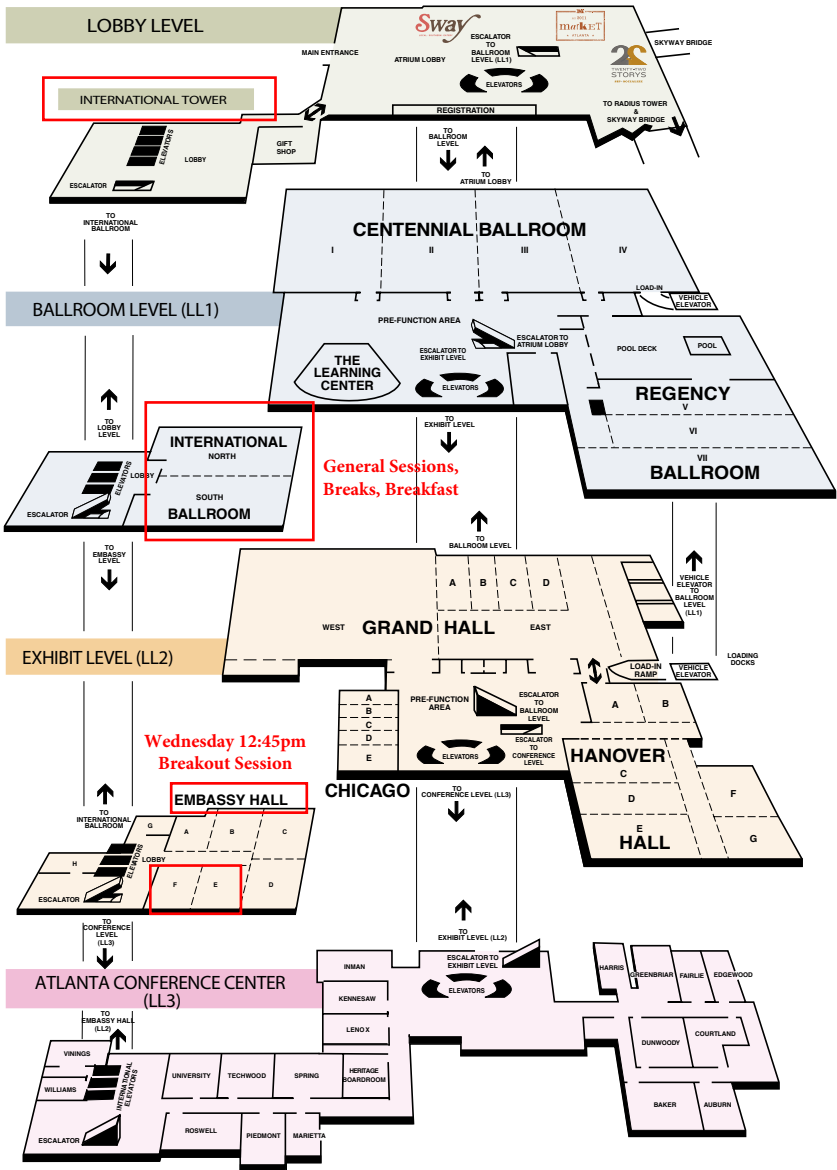 LOBBY LEVEL
Sway
MARKET
ATLANTA
22
TWENTY-TWO
STORYS
SKYWAY BRIDGE
ESCALATOR
TO
BALLROOM
LEVEL (LL1)
MAIN ENTRANCE
ATRIUM LOBBY
ELEVATORS
REGISTRATION
TO RADIUS TOWER
&
SKYWAY BRIDGE
INTERNATIONAL TOWER
ELEVATORS
LOBBY
GIFT
SHOP
ESCALATOR
TO
BALLROOM
LEVEL
TO
ATRIUM LOBBY
TO
INTERNATIONAL
BALLROOM
CENTENNIAL BALLROOM
I
II
III
IV
BALLROOM LEVEL (LL1)
LOAD-IN
VEHICLE
ELEVATOR
PRE-FUNCTION AREA
ESCALATOR TO
ATRIUM LOBBY
ESCALATOR TO
EXHIBIT LEVEL
POOL DECK
POOL
THE
LEARNING
CENTER
ELEVATORS
REGENCY
V
VI
VII
BALLROOM
TO
LOBBY
LEVEL
TO
EXHIBIT LEVEL
INTERNATIONAL
NORTH
LOBBY
ELEVATORS
SOUTH
BALLROOM
ESCALATOR
General Sessions,
Breaks, Breakfast
TO
EMBASSY
LEVEL
TO
BALLROOM LEVEL
A
B
C
D
WEST
GRAND HALL
EAST
VEHICLE
ELEVATOR
TO
BALLROOM
LEVEL
(LL1)
EXHIBIT LEVEL (LL2)
LOADING
DOCKS
LOAD-IN
RAMP
VEHICLE
ELEVATOR
A
B
C
D
E
PRE-FUNCTION
AREA
ESCALATOR
TO
BALLROOM
LEVEL
ESCALATOR
TO
CONFERENCE
LEVEL
ELEVATORS
CHICAGO
A
B
HANOVER
C
D
E
F
G
HALL
Wednesday 12:45pm
Breakout Session
TO
INTERNATIONAL
BALLROOM
TO
CONFERENCE LEVEL (LL3)
EMBASSY HALL
G
A
B
C
H
LOBBY
ELEVATORS
F
E
D
ESCALATOR
TO
CONFERENCE
LEVEL
(LL3)
TO
EXHIBIT LEVEL (LL2)
ATLANTA CONFERENCE CENTER
(LL3)
TO
EMBASSY HALL
(LL2)
INMAN
KENNESAW
LENOX
ESCALATOR TO
EXHIBIT LEVEL
ELEVATORS
HARRIS
GREENBRIAR
FAIRLIE
EDGEWOOD
DUNWOODY
COURTLAND
BAKER
AUBURN
VININGS
WILLIAMS
INTERNATIONAL
ELEVATORS
UNIVERSITY
TECHWOOD
SPRING
HERITAGE
BOARDROOM
ESCALATOR
ROSWELL
PIEDMONT
MARIETTA